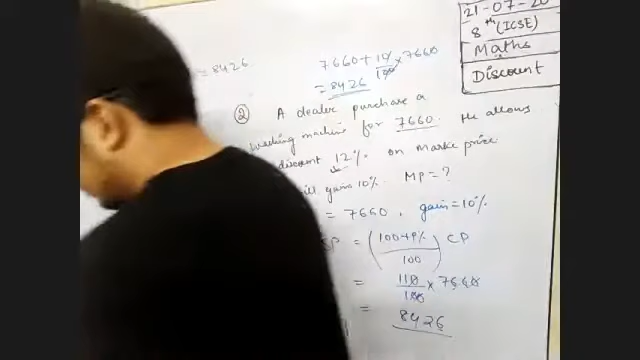 21-07-20
8th (ICSE)
Maths
Discount
= 8426
7660 + 10/100 × 7660
= 8426
② A dealer purchase a
washing machine for 7660. He allows
discount 12% on Marke price
ill gain 10%. MP = ?
= 7660, gain = 10%
SP = (100+P%/100) CP
= 110/100 × 7660
= 8426